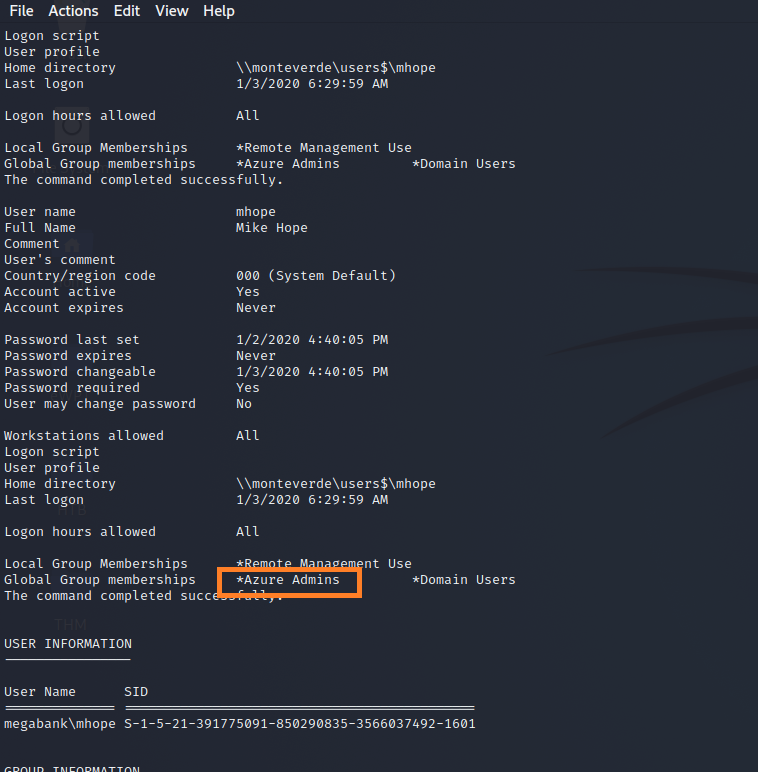 File Actions Edit View Help
Logon script
User profile
Home directory \\monteverde\users$\mhope
Last logon 1/3/2020 6:29:59 AM
Logon hours allowed All
Local Group Memberships *Remote Management Use
Global Group memberships *Azure Admins *Domain Users
The command completed successfully.
User name mhope
Full Name Mike Hope
Comment
User's comment
Country/region code 000 (System Default)
Account active Yes
Account expires Never
Password last set 1/2/2020 4:40:05 PM
Password expires Never
Password changeable 1/3/2020 4:40:05 PM
Password required Yes
User may change password No
Workstations allowed All
Logon script
User profile
Home directory \\monteverde\users$\mhope
Last logon 1/3/2020 6:29:59 AM
HTB
Logon hours allowed All
Local Group Memberships *Remote Management Use
Global Group memberships *Azure Admins *Domain Users
The command completed successfully.
THM
USER INFORMATION
----------------
User Name SID
============== ============================================
megabank\mhope S-1-5-21-391775091-850290835-3566037492-1601
GROUP INFORMATION